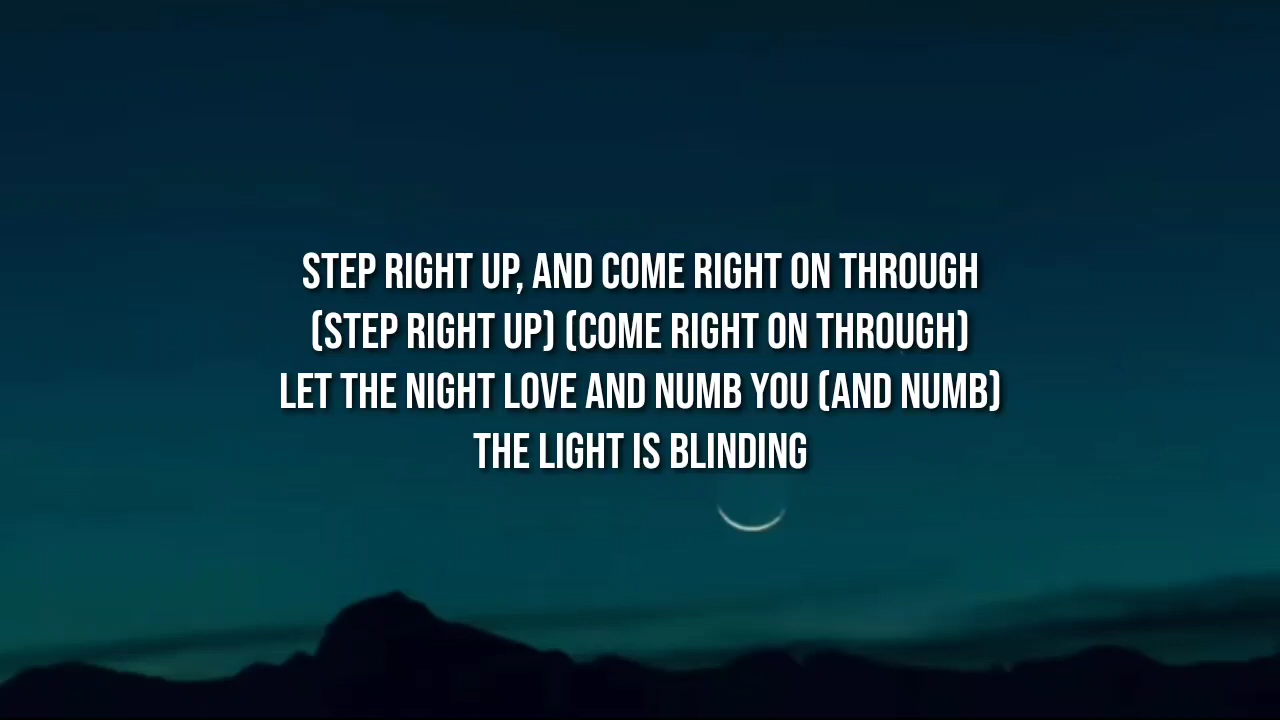 STEP RIGHT UP, AND COME RIGHT ON THROUGH
(STEP RIGHT UP) (COME RIGHT ON THROUGH)
LET THE NIGHT LOVE AND NUMB YOU (AND NUMB)
THE LIGHT IS BLINDING